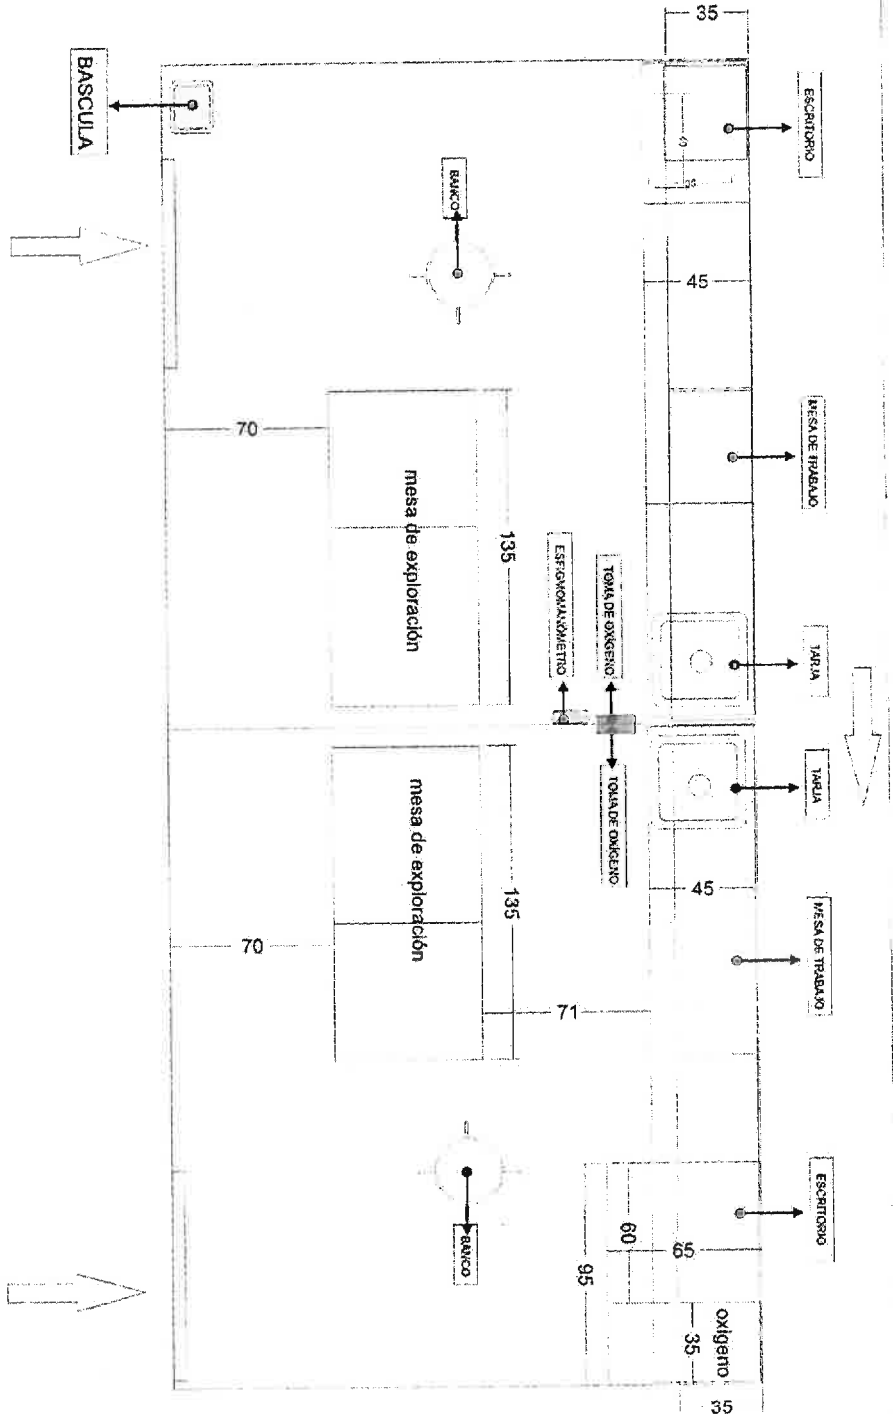 35
BASCULA
ESCRITORIO
BANCO
45
70
mesa de exploración
135
MESA DE TRABAJO
ESFIGMOMANÓMETRO
TOMA DE OXÍGENO
TARJA
TARJA
TOMA DE OXÍGENO
mesa de exploración
135
45
70
71
MESA DE TRABAJO
ESCRITORIO
BANCO
60
65
95
oxigeno
35
35